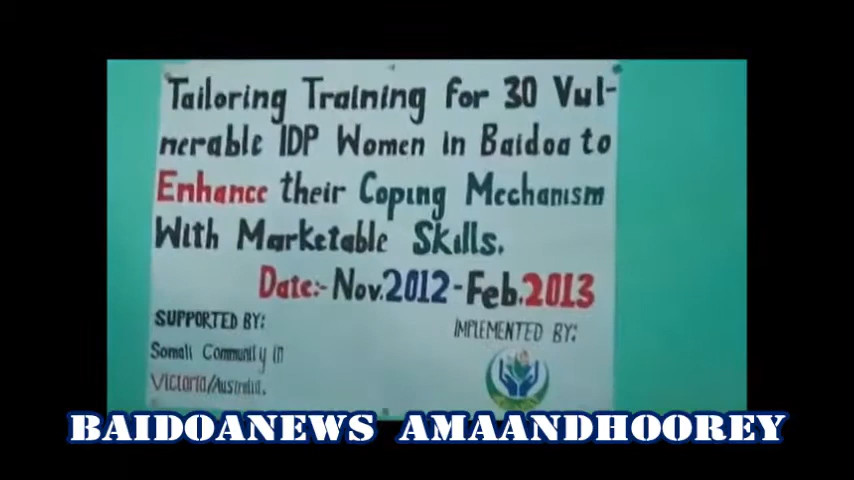 Tailoring Training for 30 Vul-
nerable IDP Women in Baidoa to
Enhance their Coping Mechanism
With Marketable Skills.
Date:- Nov.2012 - Feb.2013
SUPPORTED BY:
Somali Community in
Victoria/Australia.
IMPLEMENTED BY:
BAIDOANEWS AMAANDHOOREY